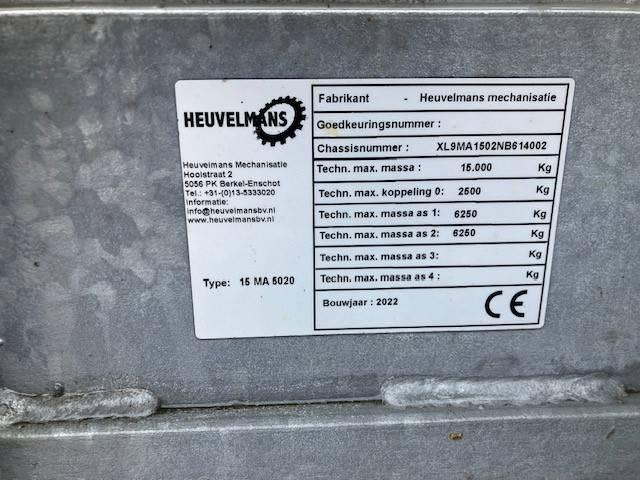 HEUVELMANS
Heuvelmans Mechanisatie
Hoolstraat 2
5056 PK Berkel-Enschot
Tel: +31-(0)13-5333020
Informatie:
info@heuvelmansbv.nl
www.heuvelmansbv.nl
Type: 15 MA 5020
Fabrikant - Heuvelmans mechanisatie
Goedkeuringsnummer :
Chassisnummer : XL9MA1502NB614002
Techn. max. massa : 15.000 Kg
Techn. max. koppeling 0: 2500 Kg
Techn. max. massa as 1: 6250 Kg
Techn. max. massa as 2: 6250 Kg
Techn. max. massa as 3: Kg
Techn. max. massa as 4 : Kg
Bouwjaar : 2022 CE